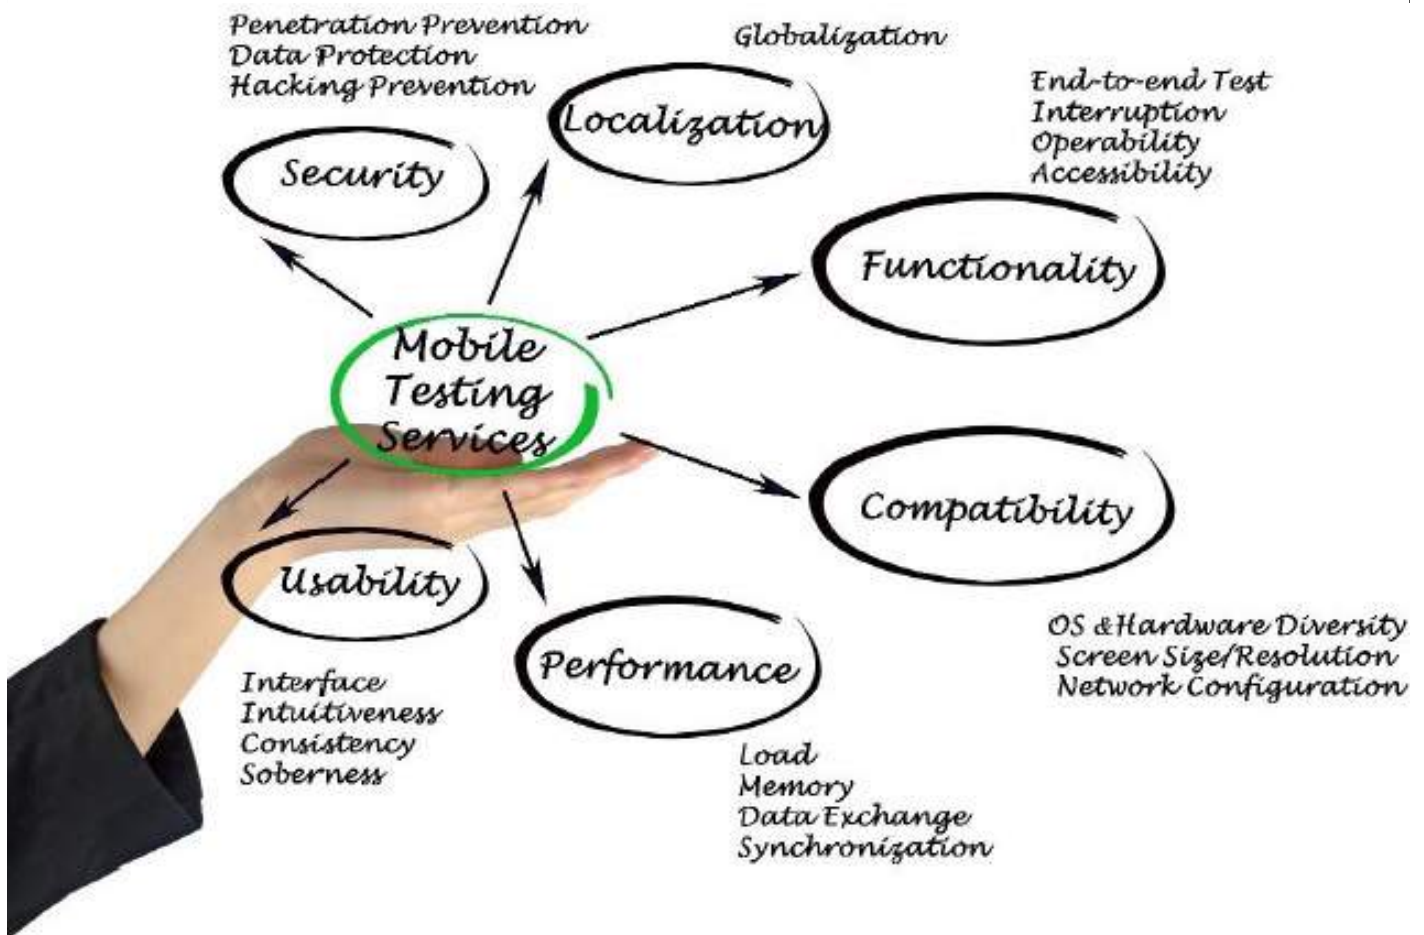 Penetration Prevention
Data Protection
Hacking Prevention
Security
Globalization
Localization
End-to-end Test
Interruption
Operability
Accessibility
Functionality
Mobile
Testing
Services
Compatibility
OS & Hardware Diversity
Screen Size/Resolution
Network Configuration
Usability
Interface
Intuitiveness
Consistency
Soberness
Performance
Load
Memory
Data Exchange
Synchronization